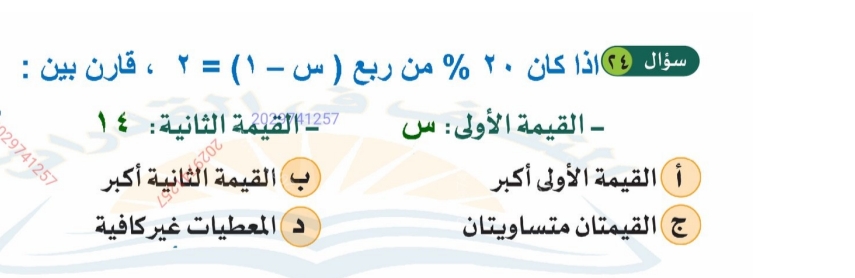 سؤال ٢٤ اذا كان ٢٠ % من ربع ( س – ١ ) = ٢ ، قارن بين :
– القيمة الأولى : س – القيمة الثانية : ١٤
2029741257
أ القيمة الأولى أكبر ب القيمة الثانية أكبر
ج القيمتان متساويتان د المعطيات غير كافية